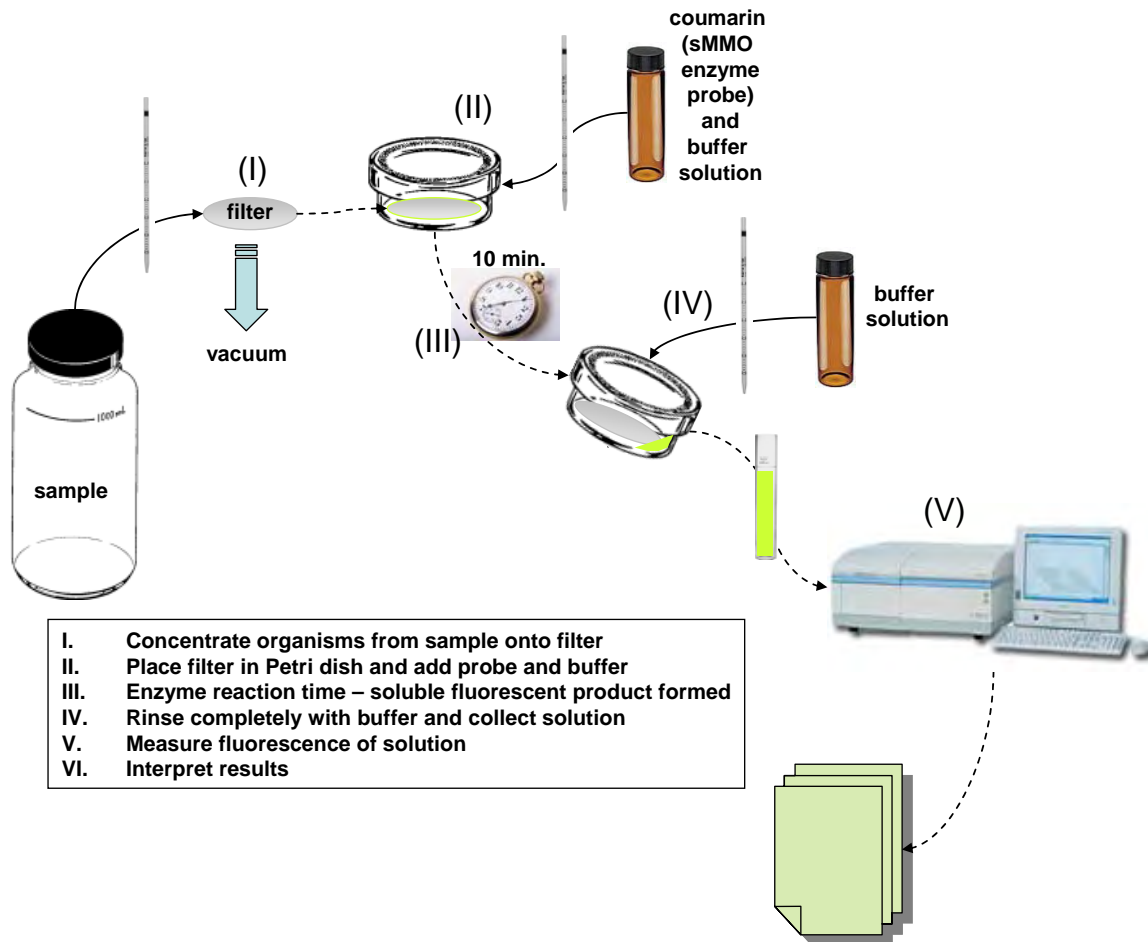 coumarin
(sMMO
enzyme
probe)
and
buffer
solution
(II)
(I)
filter
vacuum
10 min.
(III)
(IV)
buffer
solution
1000 mL
sample
(V)
I. Concentrate organisms from sample onto filter
II. Place filter in Petri dish and add probe and buffer
III. Enzyme reaction time – soluble fluorescent product formed
IV. Rinse completely with buffer and collect solution
V. Measure fluorescence of solution
VI. Interpret results